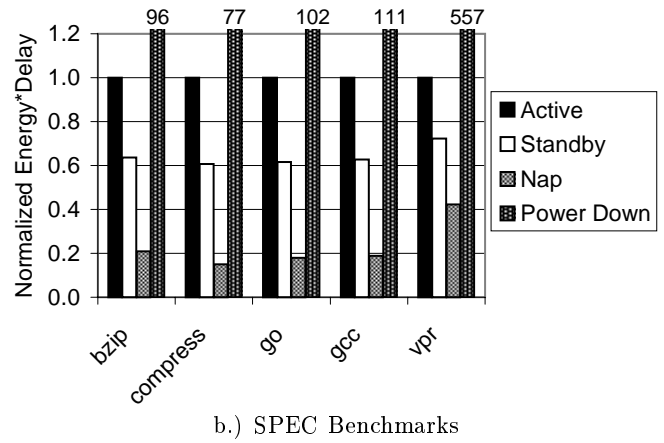 96 77 102 111 557
1.2
1.0
0.8
0.6
0.4
0.2
0.0
Normalized Energy*Delay
bzip
compress
go
gcc
vpr
Active
Standby
Nap
Power Down
b.) SPEC Benchmarks